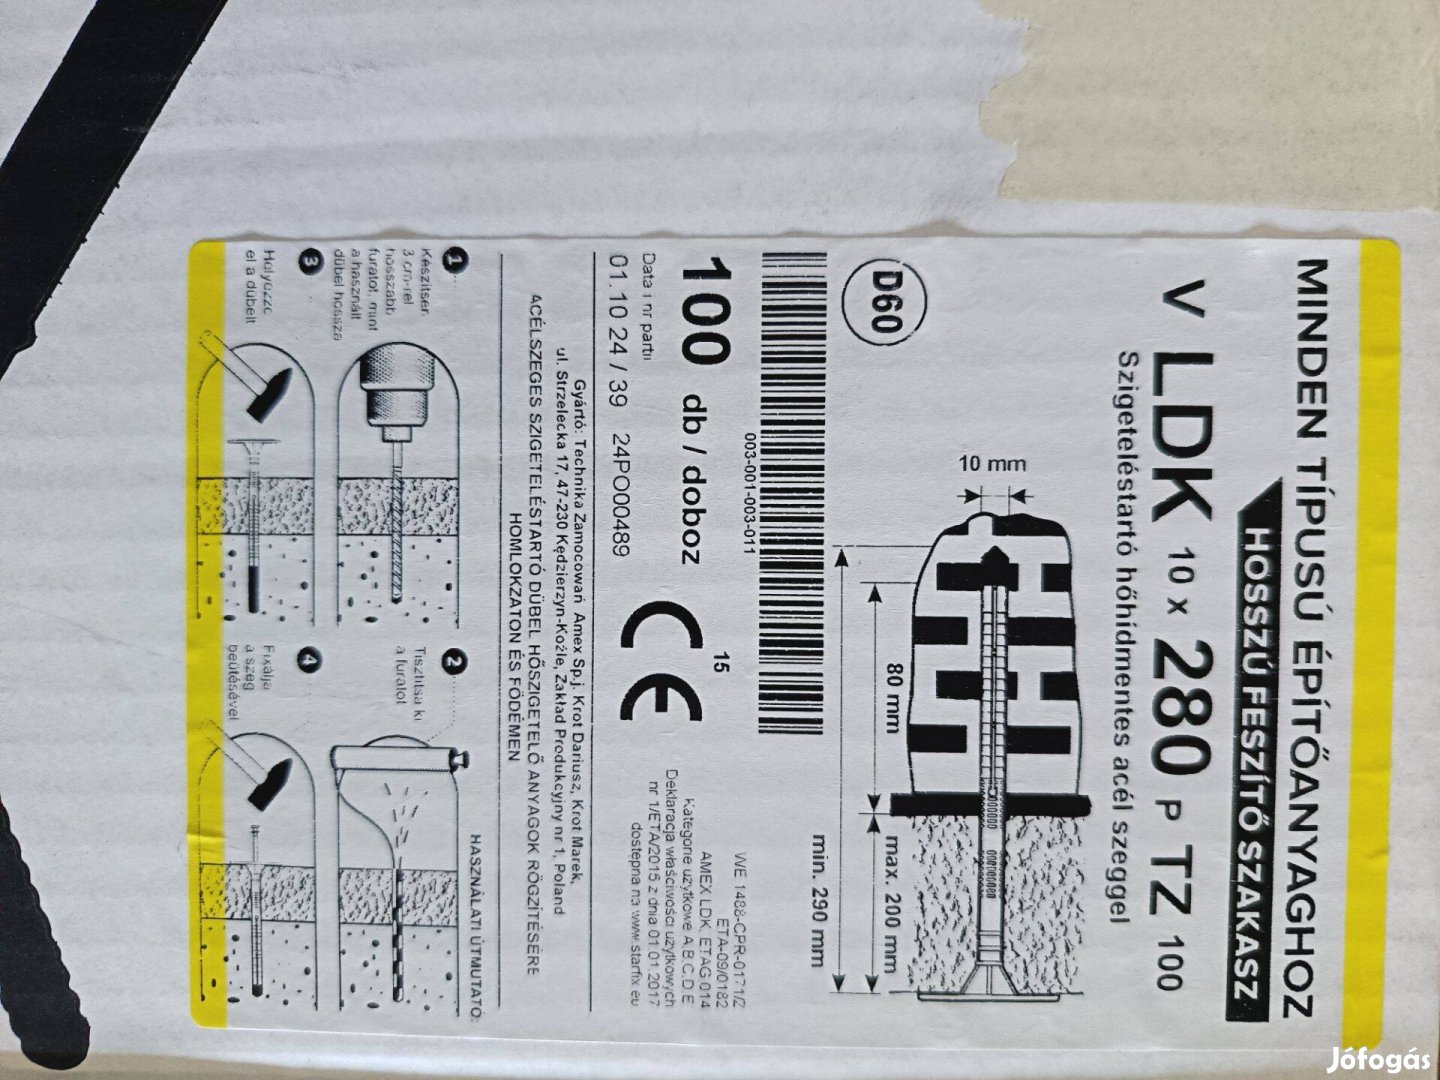 MINDEN TÍPUSÚ ÉPÍTŐANYAGHOZ
HOSSZÚ FESZÍTŐ SZAKASZ
V LDK 10 x 280 P TZ 100
Szigeteléstartó hőhídmentes acél szeggel
D60
10 mm
80 mm
max. 200 mm
min. 290 mm
003-001-003-011
100 db / doboz
15
CE
Data i nr partii
01.10 24 / 39 24PO00489
WE 1488-CPR-0171/2
ETA-09/0182
AMEX LDK, ETAG 014
Kategorie użytkowe A,B,C,D,E
Deklaracja właściwości użytkowych
nr 1/ETA/2015 z dnia 01.01.2017
dostępna na www.starfix.eu
Gyártó: Technika Zamocowań Amex Sp.j. Krot Dariusz, Krot Marek,
ul. Strzelecka 17, 47-230 Kędzierzyn-Koźle, Zakład Produkcyjny nr 1, Poland
ACÉLSZEGES SZIGETELÉSTARTÓ DÜBEL HŐSZIGETELŐ ANYAGOK RÖGZÍTÉSÉRE
HOMLOKZATON ÉS FÖDÉMEN
HASZNÁLATI ÚTMUTATÓ:
1
Készítsen
3 cm-rel
hosszabb
furatot, mint
a használt
dübel hossza
2
Tisztítsa ki
a furatot
3
Helyezze
el a dübelt
4
Fixálja
a szeg
beütésével
Jófogás